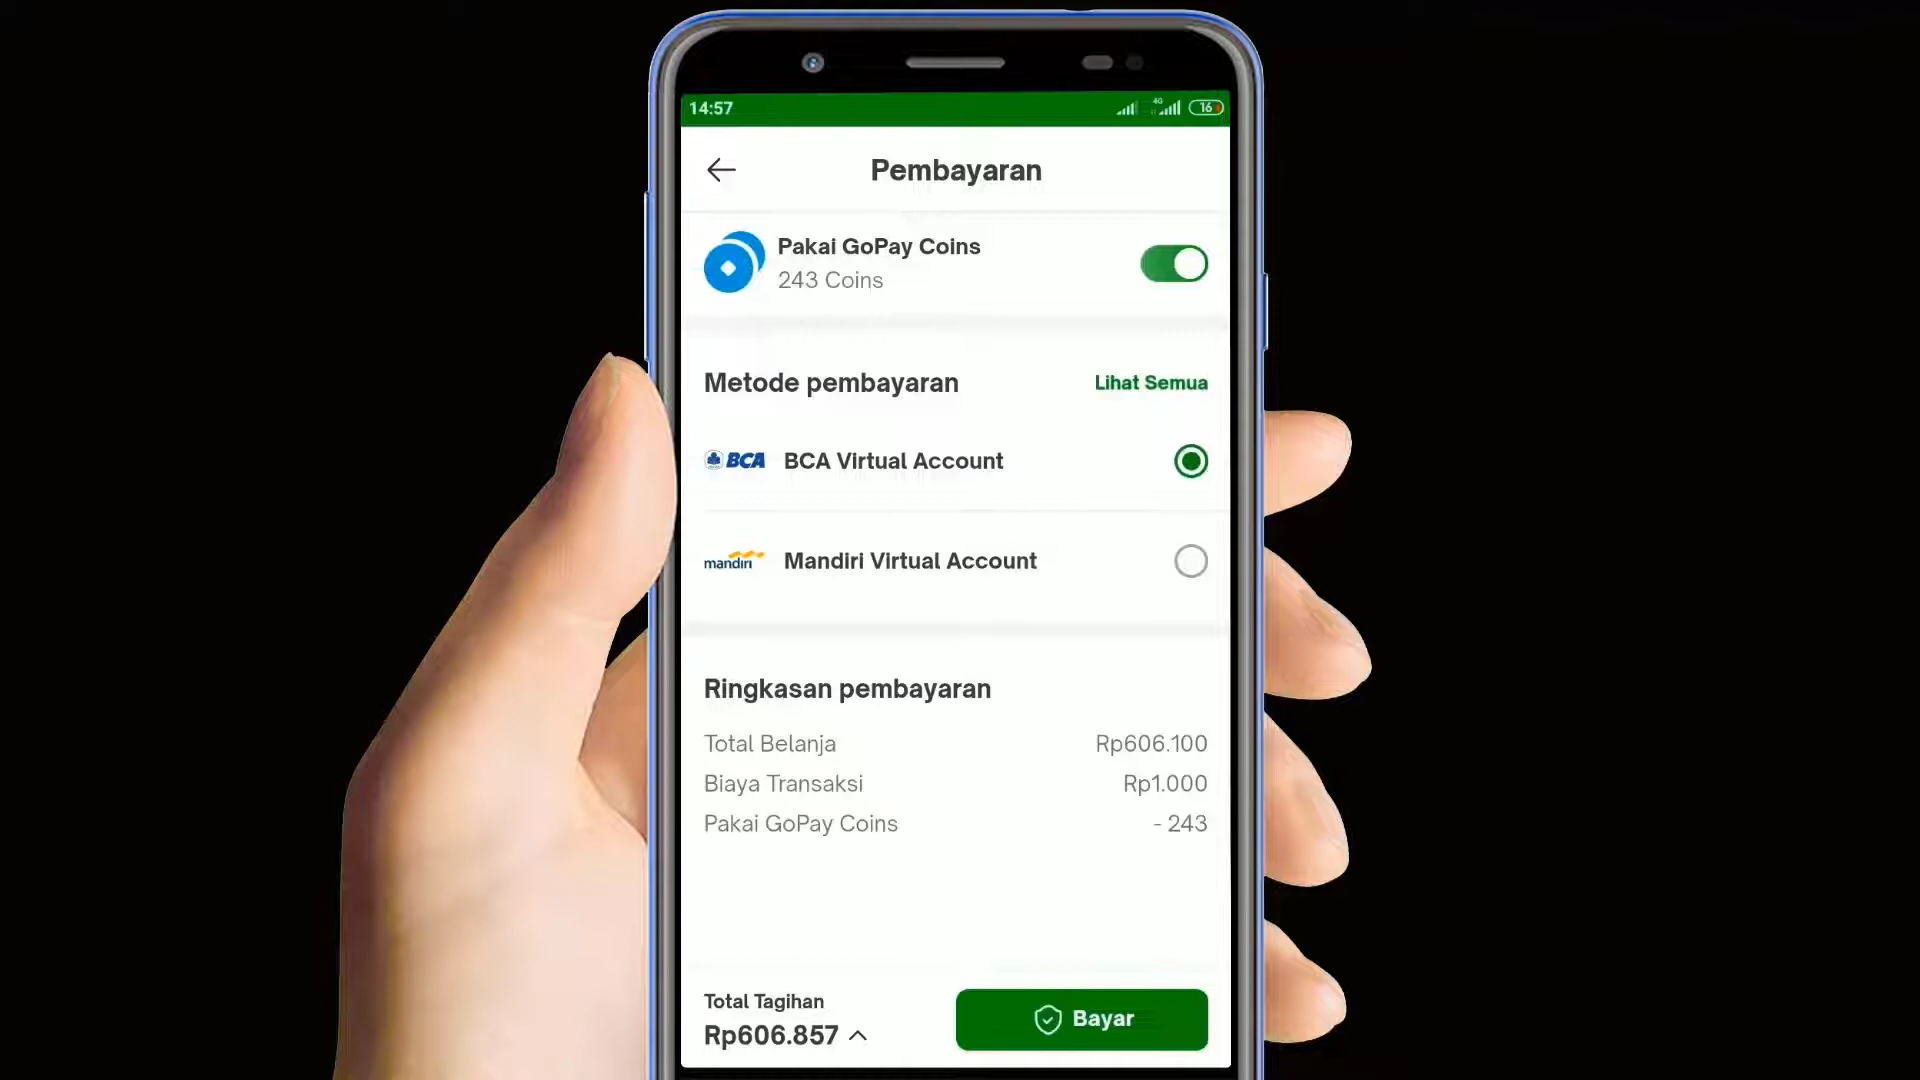 14:57
4G
16
Pembayaran
Pakai GoPay Coins
243 Coins
Metode pembayaran
Lihat Semua
BCA
BCA Virtual Account
mandiri
Mandiri Virtual Account
Ringkasan pembayaran
Total Belanja
Rp606.100
Biaya Transaksi
Rp1.000
Pakai GoPay Coins
- 243
Total Tagihan
Rp606.857
Bayar